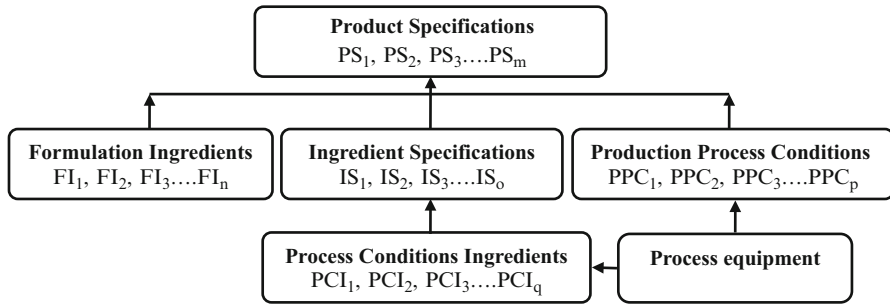 Product Specifications
PS₁, PS₂, PS₃….PSₘ
Formulation Ingredients
FI₁, FI₂, FI₃….FIₙ
Ingredient Specifications
IS₁, IS₂, IS₃….ISₒ
Production Process Conditions
PPC₁, PPC₂, PPC₃….PPCₚ
Process Conditions Ingredients
PCI₁, PCI₂, PCI₃….PCI_q
Process equipment